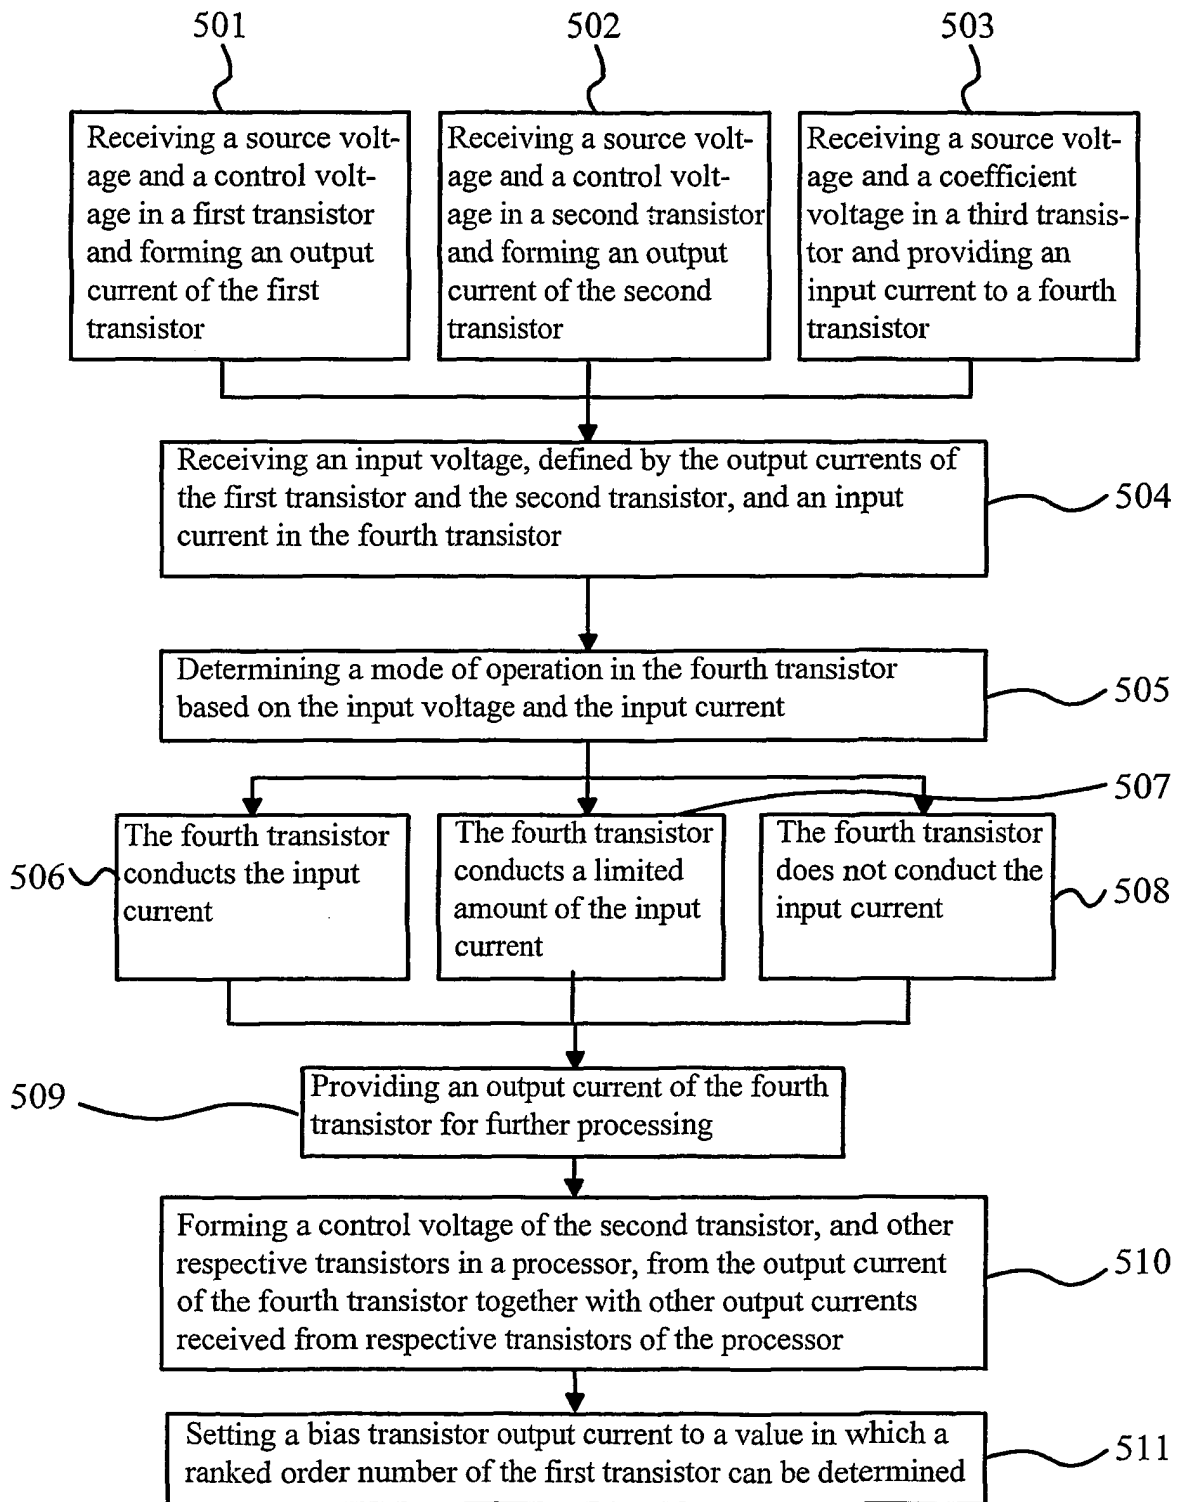 501
502
503
Receiving a source volt-
age and a control volt-
age in a first transistor
and forming an output
current of the first
transistor
Receiving a source volt-
age and a control volt-
age in a second transistor
and forming an output
current of the second
transistor
Receiving a source volt-
age and a coefficient
voltage in a third transis-
tor and providing an
input current to a fourth
transistor
Receiving an input voltage, defined by the output currents of
the first transistor and the second transistor, and an input
current in the fourth transistor
504
Determining a mode of operation in the fourth transistor
based on the input voltage and the input current
505
507
506
The fourth transistor
conducts the input
current
The fourth transistor
conducts a limited
amount of the input
current
The fourth transistor
does not conduct the
input current
508
509
Providing an output current of the fourth
transistor for further processing
Forming a control voltage of the second transistor, and other
respective transistors in a processor, from the output current
of the fourth transistor together with other output currents
received from respective transistors of the processor
510
Setting a bias transistor output current to a value in which a
ranked order number of the first transistor can be determined
511